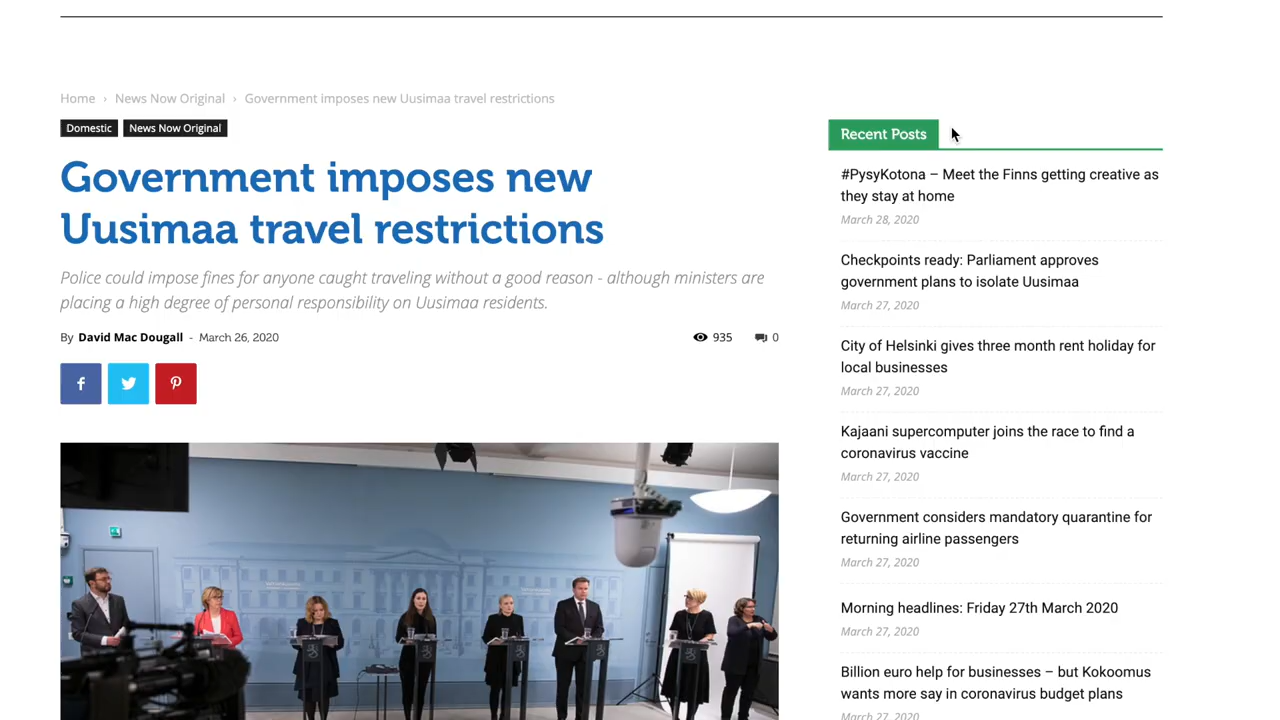 Home › News Now Original › Government imposes new Uusimaa travel restrictions
Domestic
News Now Original
Government imposes new
Uusimaa travel restrictions
Police could impose fines for anyone caught traveling without a good reason - although ministers are
placing a high degree of personal responsibility on Uusimaa residents.
By David Mac Dougall - March 26, 2020
935
0
Recent Posts
#PysyKotona – Meet the Finns getting creative as
they stay at home
March 28, 2020
Checkpoints ready: Parliament approves
government plans to isolate Uusimaa
March 27, 2020
City of Helsinki gives three month rent holiday for
local businesses
March 27, 2020
Kajaani supercomputer joins the race to find a
coronavirus vaccine
March 27, 2020
Government considers mandatory quarantine for
returning airline passengers
March 27, 2020
Morning headlines: Friday 27th March 2020
March 27, 2020
Billion euro help for businesses – but Kokoomus
wants more say in coronavirus budget plans
March 27, 2020